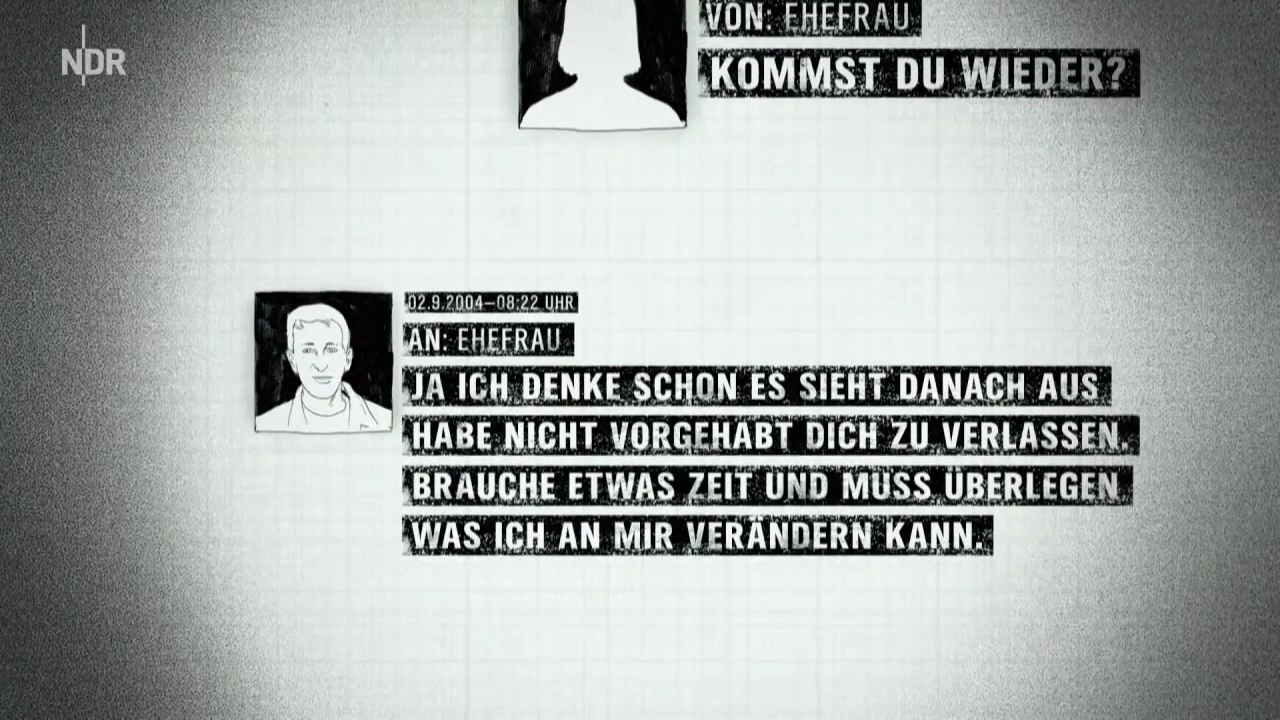 NDR
VON: EHEFRAU
KOMMST DU WIEDER?
02.9.2004–08:22 UHR
AN: EHEFRAU
JA ICH DENKE SCHON ES SIEHT DANACH AUS
HABE NICHT VORGEHABT DICH ZU VERLASSEN.
BRAUCHE ETWAS ZEIT UND MUSS ÜBERLEGEN
WAS ICH AN MIR VERÄNDERN KANN.